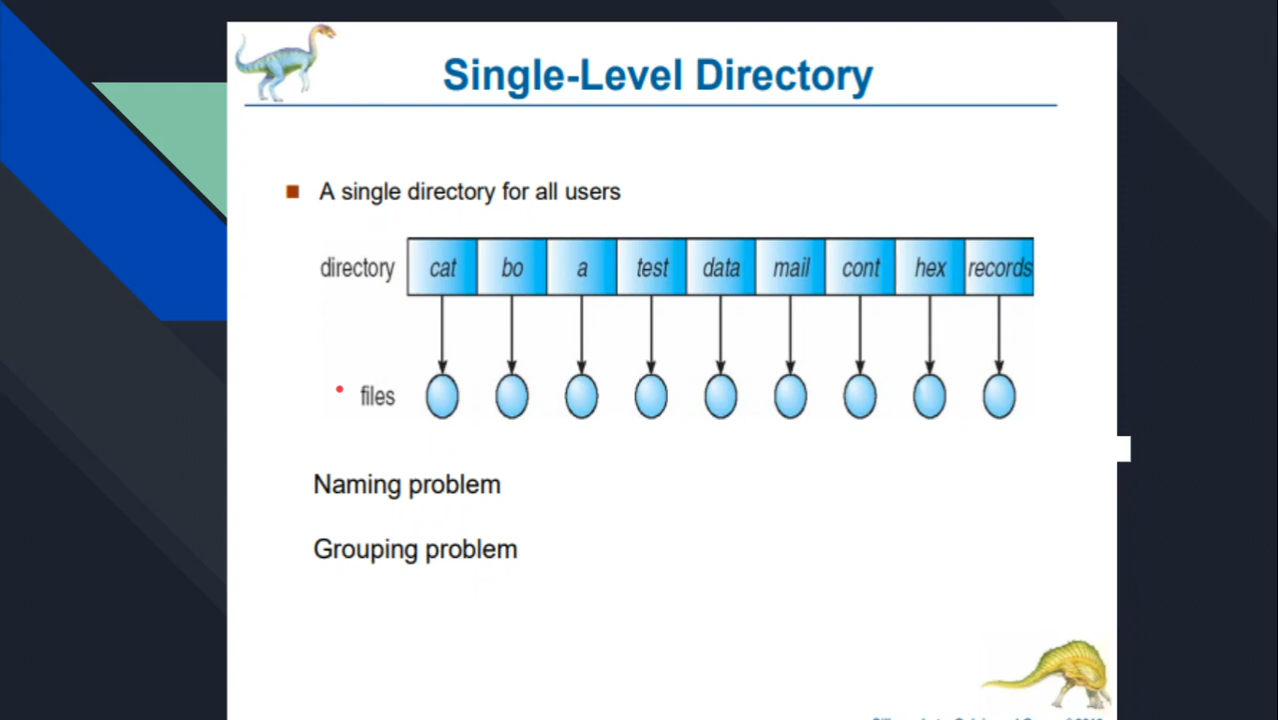 Single-Level Directory
A single directory for all users
directory cat bo a test data mail cont hex records
files
Naming problem
Grouping problem